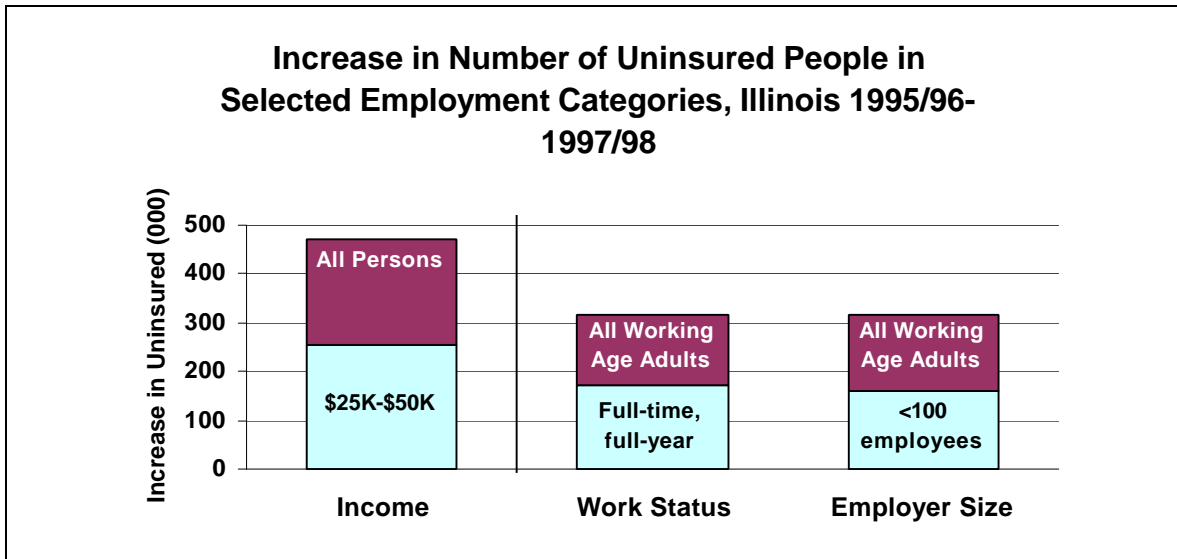 Increase in Number of Uninsured People in
Selected Employment Categories, Illinois 1995/96-
1997/98
Increase in Uninsured (000)
500
400
300
200
100
0
All Persons
$25K-$50K
All Working
Age Adults
Full-time,
full-year
All Working
Age Adults
<100
employees
Income
Work Status
Employer Size